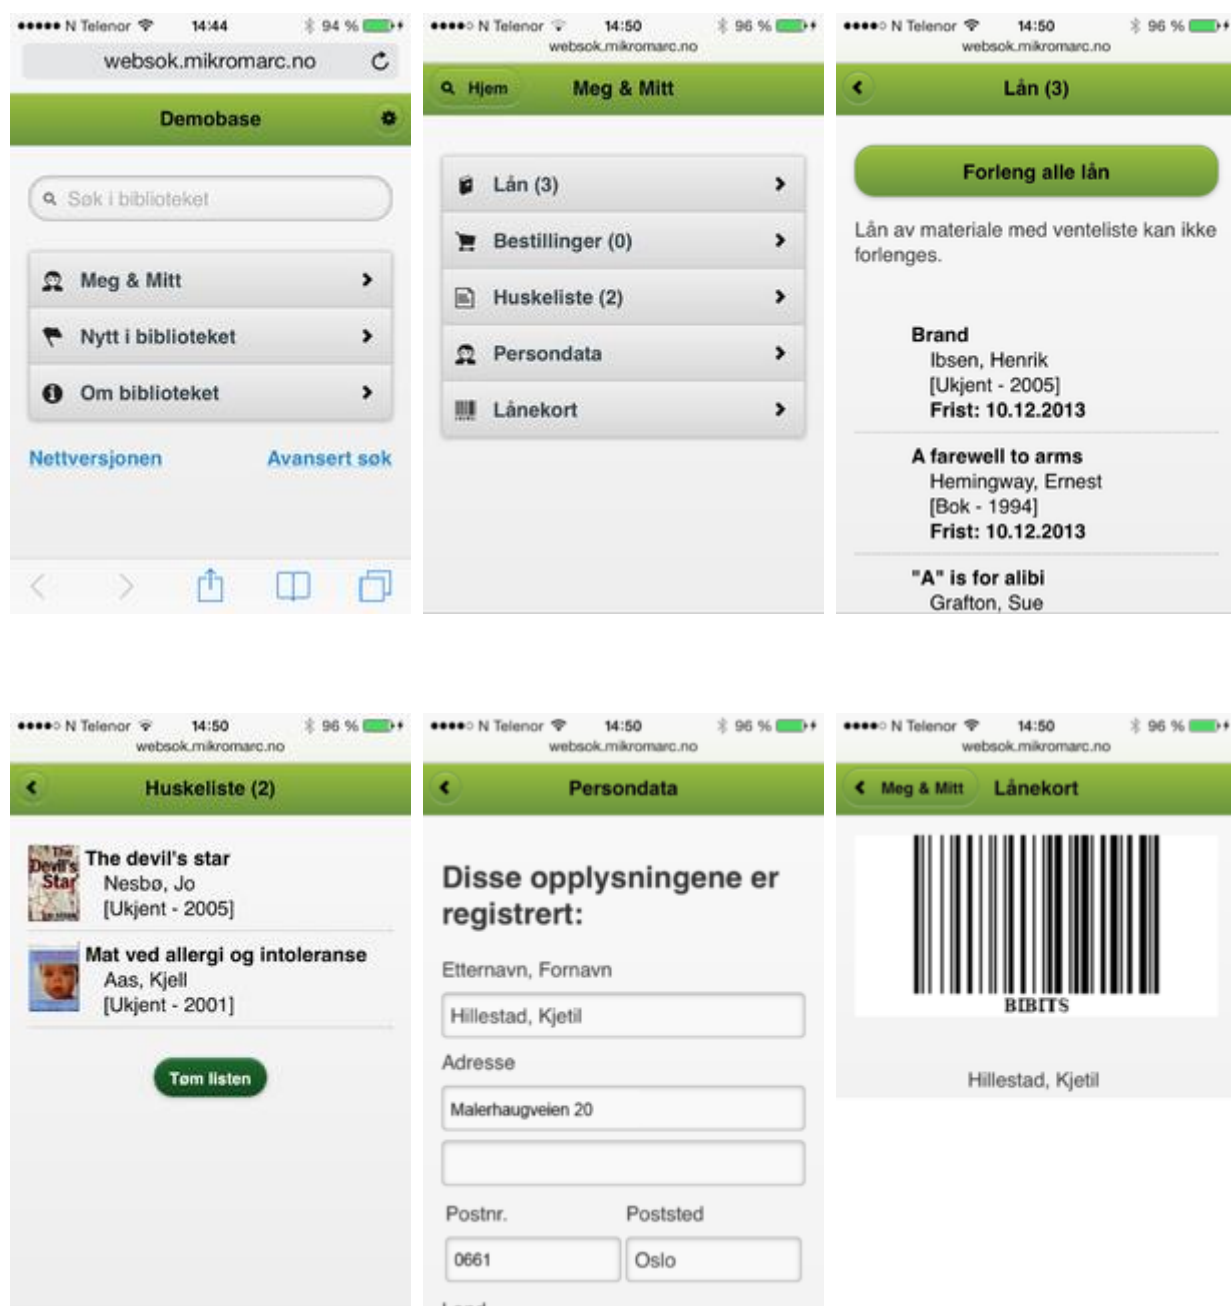 N Telenor 14:44 94 %
websok.mikromarc.no
Demobase
Søk i biblioteket
Meg & Mitt
Nytt i biblioteket
Om biblioteket
Nettversjonen Avansert søk
N Telenor 14:50 96 %
websok.mikromarc.no
Hjem Meg & Mitt
Lån (3)
Bestillinger (0)
Huskeliste (2)
Persondata
Lånekort
N Telenor 14:50 96 %
websok.mikromarc.no
Lån (3)
Forleng alle lån
Lån av materiale med venteliste kan ikke
forlenges.
Brand
Ibsen, Henrik
[Ukjent - 2005]
Frist: 10.12.2013
A farewell to arms
Hemingway, Ernest
[Bok - 1994]
Frist: 10.12.2013
"A" is for alibi
Grafton, Sue
N Telenor 14:50 96 %
websok.mikromarc.no
Huskeliste (2)
The
Devil's
Star
The devil's star
Nesbø, Jo
[Ukjent - 2005]
Mat ved allergi og intoleranse
Aas, Kjell
[Ukjent - 2001]
Tøm listen
N Telenor 14:50 96 %
websok.mikromarc.no
Persondata
Disse opplysningene er
registrert:
Etternavn, Fornavn
Hillestad, Kjetil
Adresse
Malerhaugveien 20
Postnr. Poststed
0661 Oslo
N Telenor 14:50 96 %
websok.mikromarc.no
Meg & Mitt Lånekort
BIBITS
Hillestad, Kjetil